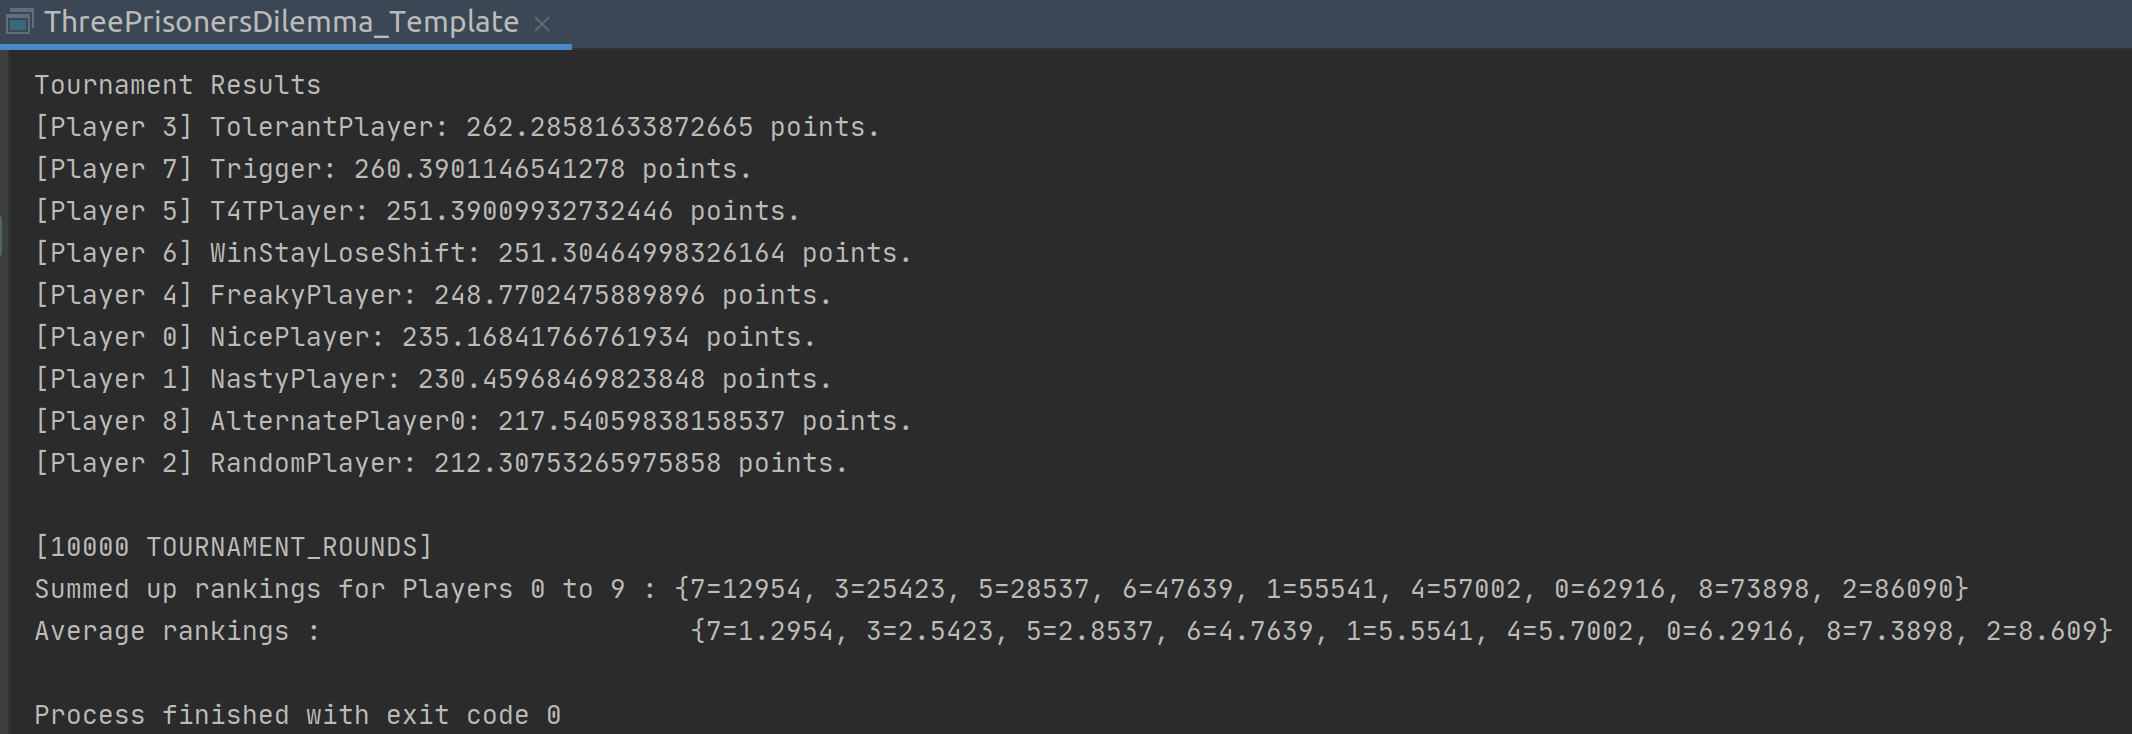 ThreePrisonersDilemma_Template
Tournament Results
[Player 3] TolerantPlayer: 262.28581633872665 points.
[Player 7] Trigger: 260.3901146541278 points.
[Player 5] T4TPlayer: 251.39009932732446 points.
[Player 6] WinStayLoseShift: 251.30464998326164 points.
[Player 4] FreakyPlayer: 248.7702475889896 points.
[Player 0] NicePlayer: 235.16841766761934 points.
[Player 1] NastyPlayer: 230.45968469823848 points.
[Player 8] AlternatePlayer0: 217.54059838158537 points.
[Player 2] RandomPlayer: 212.30753265975858 points.
[10000 TOURNAMENT_ROUNDS]
Summed up rankings for Players 0 to 9 : {7=12954, 3=25423, 5=28537, 6=47639, 1=55541, 4=57002, 0=62916, 8=73898, 2=86090}
Average rankings : {7=1.2954, 3=2.5423, 5=2.8537, 6=4.7639, 1=5.5541, 4=5.7002, 0=6.2916, 8=7.3898, 2=8.609}
Process finished with exit code 0